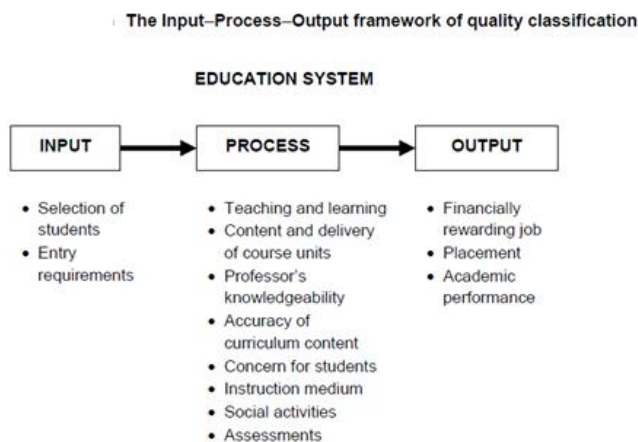 The Input–Process–Output framework of quality classification
EDUCATION SYSTEM
INPUT
PROCESS
OUTPUT
• Selection of
students
• Entry
requirements
• Teaching and learning
• Content and delivery
of course units
• Professor's
knowledgeability
• Accuracy of
curriculum content
• Concern for students
• Instruction medium
• Social activities
• Assessments
• Financially
rewarding job
• Placement
• Academic
performance